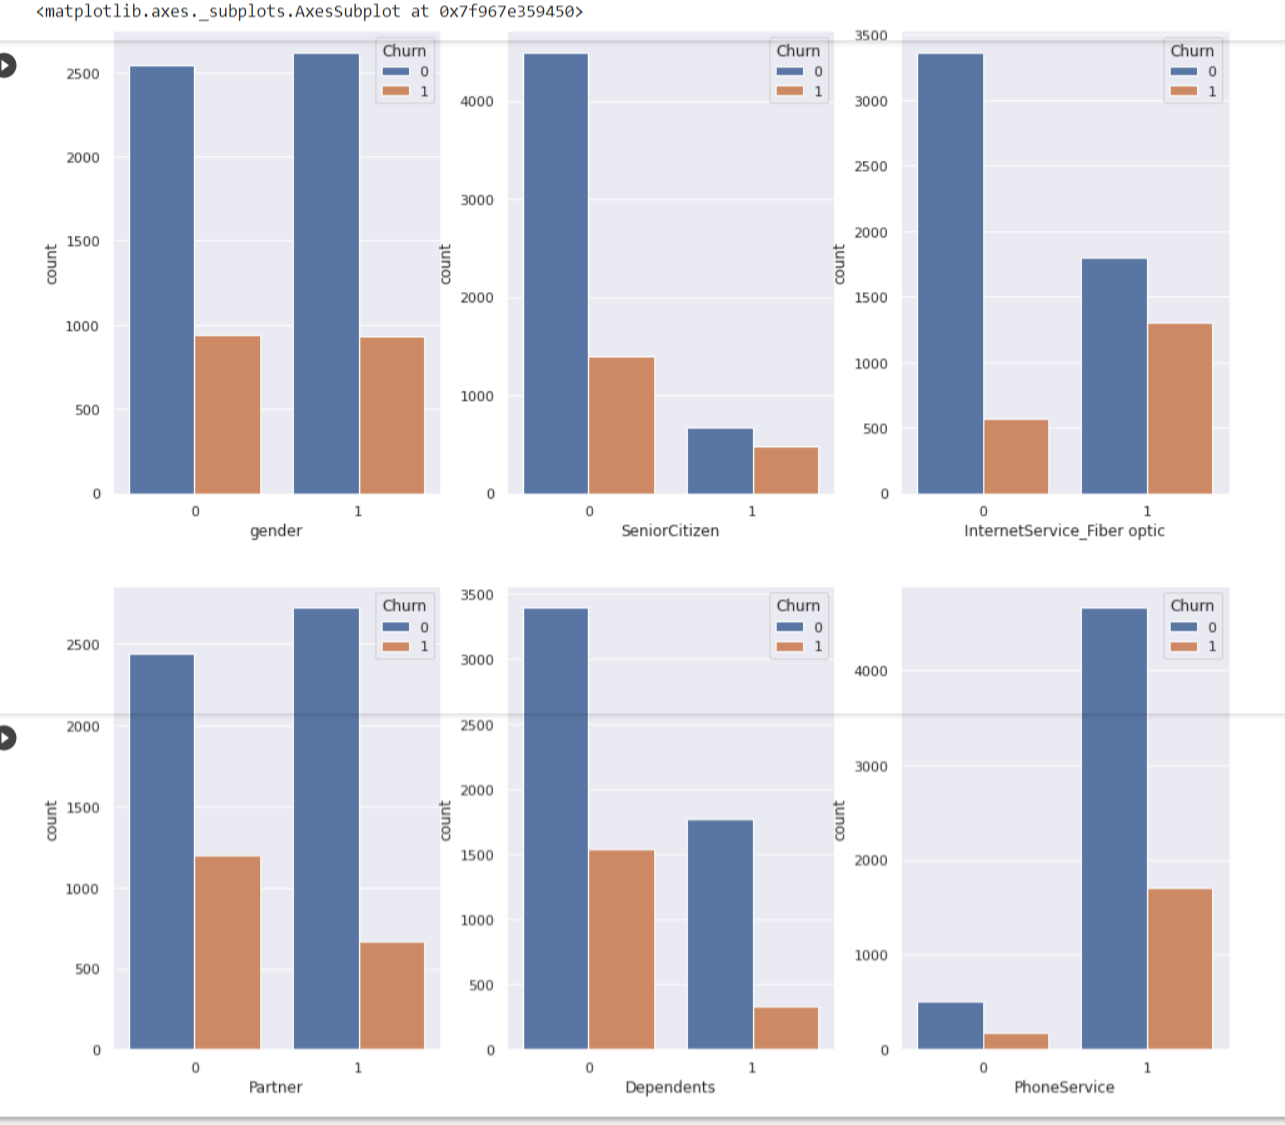 <matplotlib.axes._subplots.AxesSubplot at 0x7f967e359450>
Churn
0
1
2500
2000
1500
1000
500
0
count
0 1
gender
Churn
0
1
4000
3000
2000
1000
0
count
0 1
SeniorCitizen
Churn
0
1
3500
3000
2500
2000
1500
1000
500
0
count
0 1
InternetService_Fiber optic
Churn
0
1
2500
2000
1500
1000
500
0
count
0 1
Partner
Churn
0
1
3500
3000
2500
2000
1500
1000
500
0
count
0 1
Dependents
Churn
0
1
4000
3000
2000
1000
0
count
0 1
PhoneService